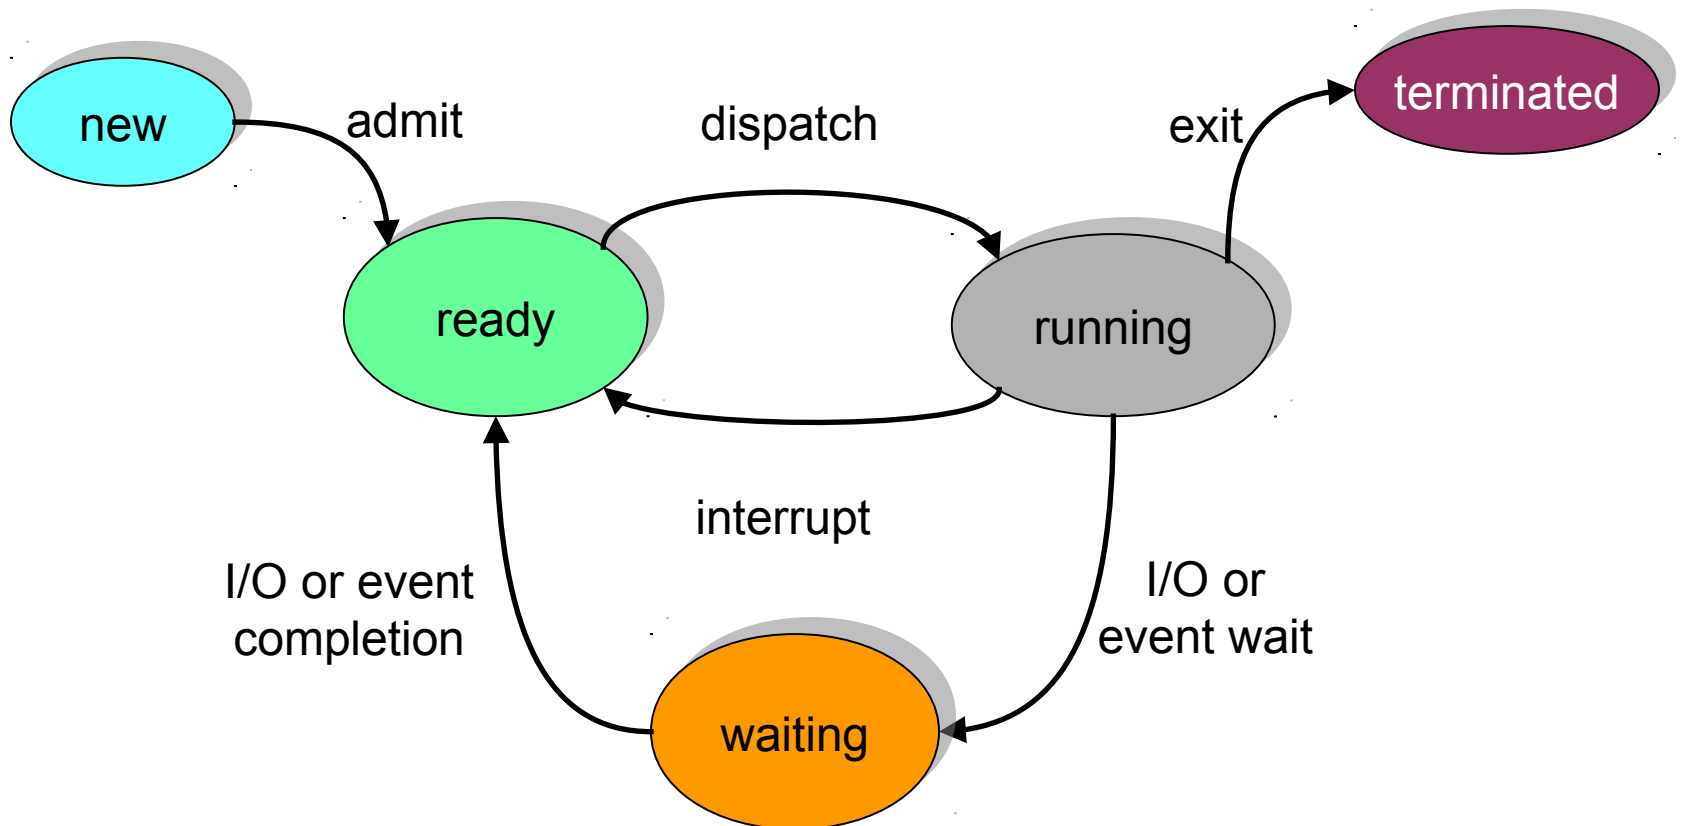 new
admit
dispatch
exit
terminated
ready
running
interrupt
I/O or event
completion
I/O or
event wait
waiting